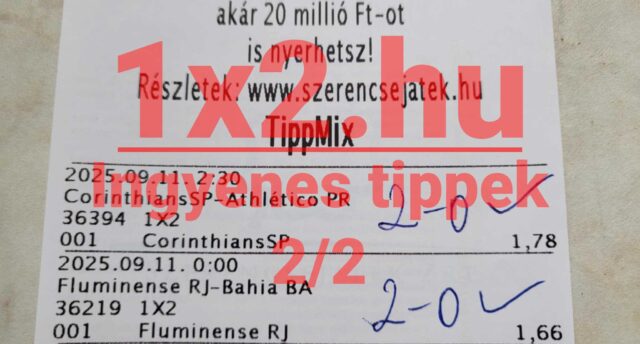 akár 20 millió Ft-ot
is nyerhetsz!
Részletek: www.szerencsejatek.hu
1x2.hu
TippMix
Ingyenes tippek
2/2
2025.09.11. 2:30
CorinthiansSP-Athlético PR
36394 1X2
001 CorinthiansSP 1,78
2-0 ✓
2025.09.11. 0:00
Fluminense RJ-Bahia BA
36219 1X2
001 Fluminense RJ 1,66
2-0 ✓